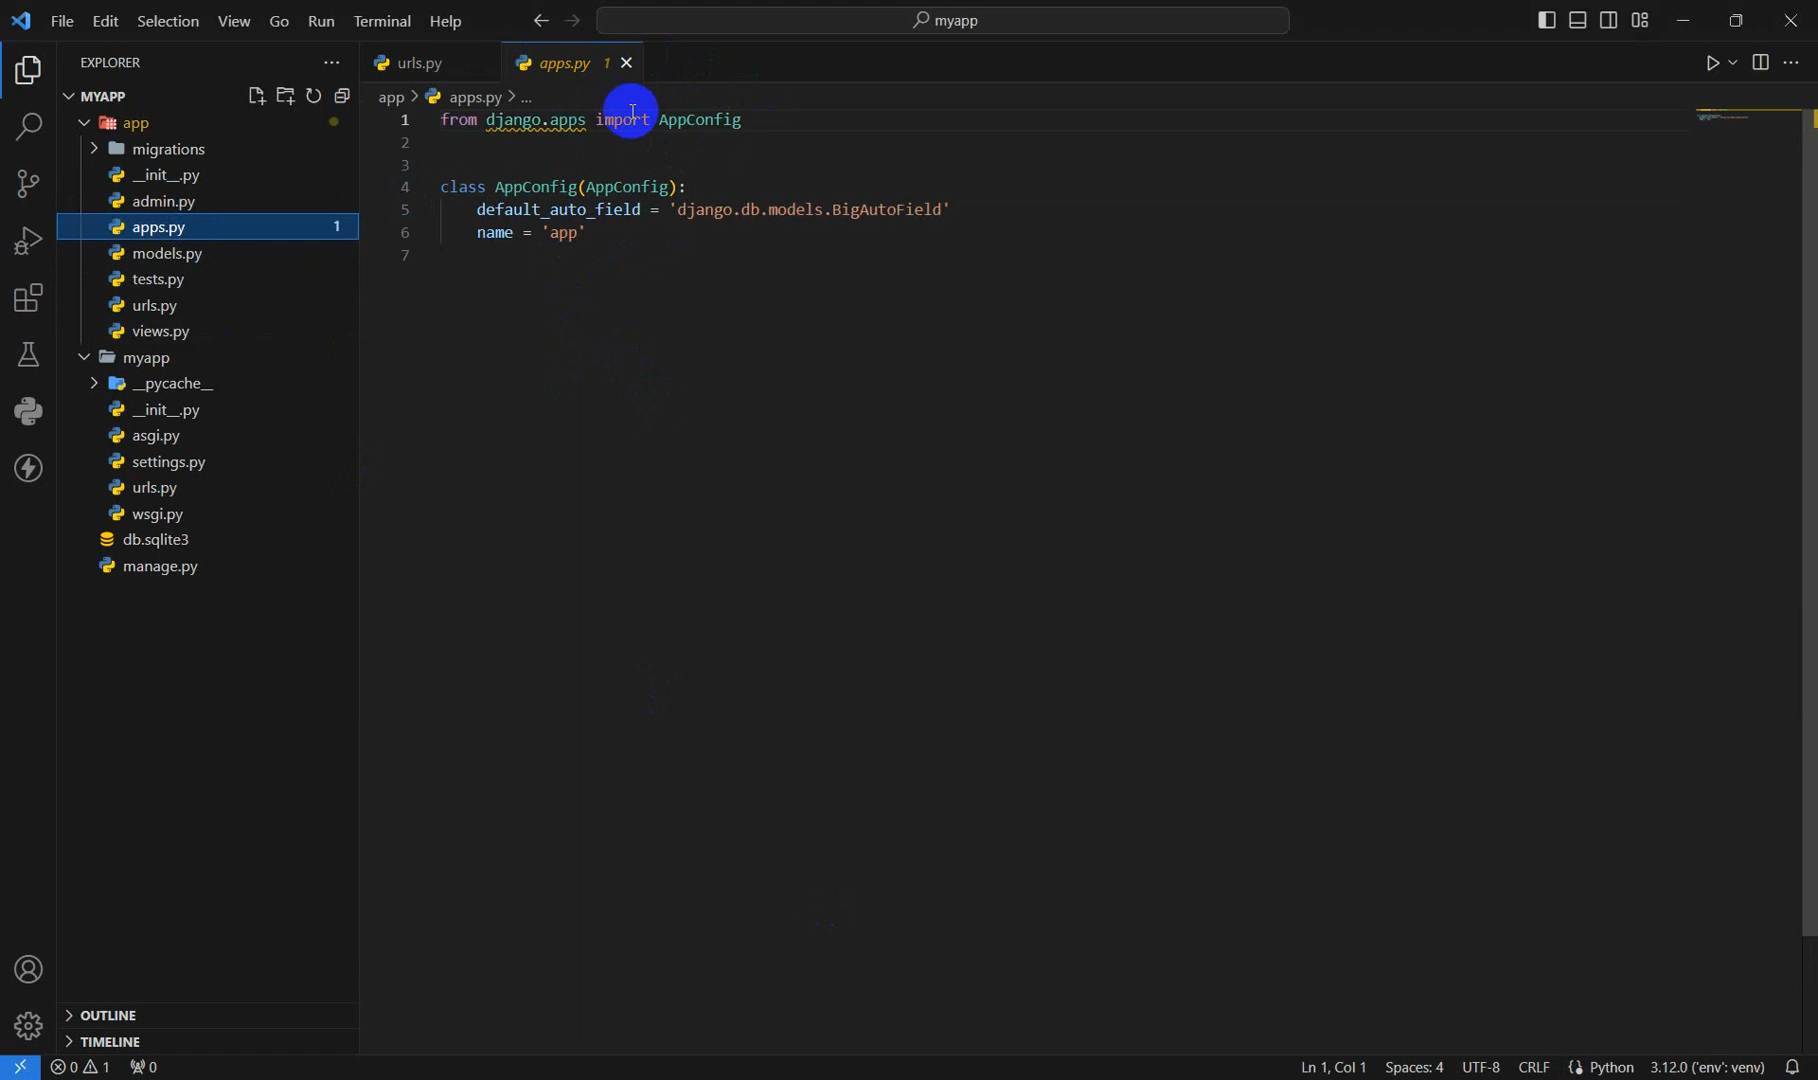 File Edit Selection View Go Run Terminal Help
myapp
EXPLORER
urls.py
apps.py 1
MYAPP
app > apps.py > ...
app
migrations
__init__.py
admin.py
apps.py 1
models.py
tests.py
urls.py
views.py
myapp
__pycache__
__init__.py
asgi.py
settings.py
urls.py
wsgi.py
db.sqlite3
manage.py
1 from django.apps import AppConfig
2
3
4 class AppConfig(AppConfig):
5 default_auto_field = 'django.db.models.BigAutoField'
6 name = 'app'
7
OUTLINE
TIMELINE
0 1 0
Ln 1, Col 1 Spaces: 4 UTF-8 CRLF {} Python 3.12.0 ('env': venv)